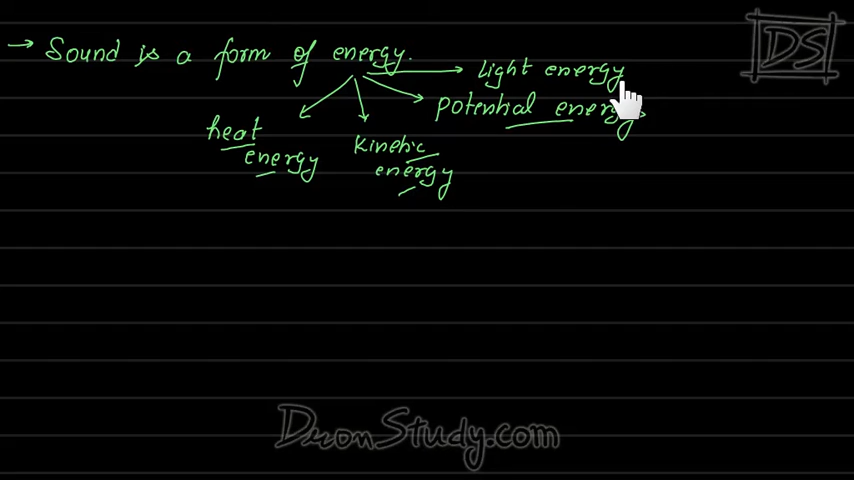 → Sound is a form of energy.
Light energy
potential energy
heat
energy
Kinetic
energy
DS
DronStudy.com